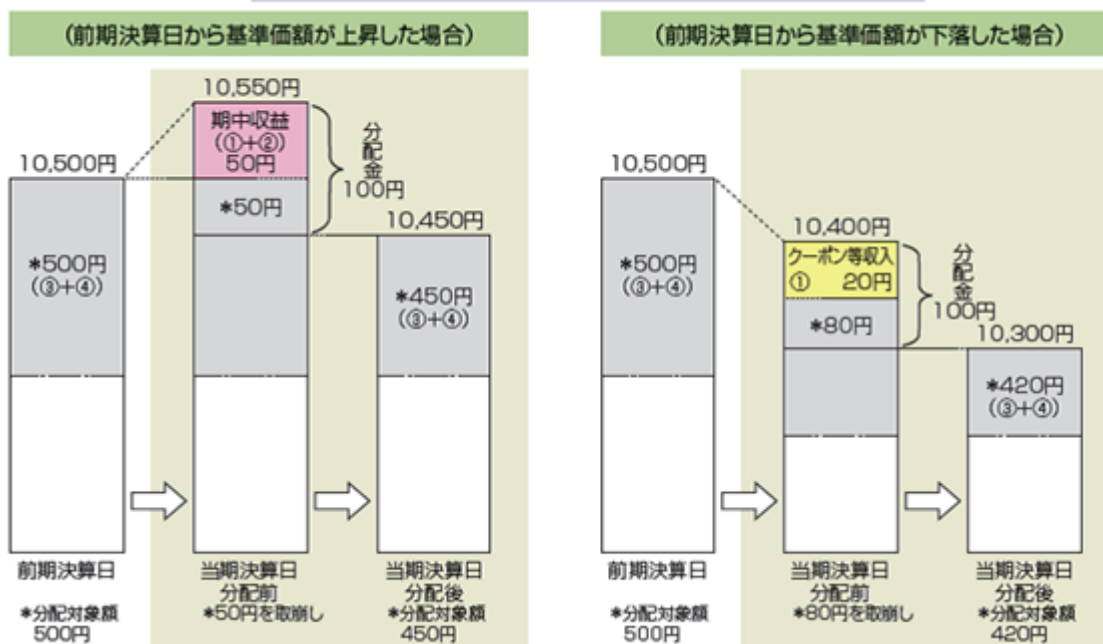 (前期決算日から基準価額が上昇した場合)
10,550円
期中収益
(①+②)
50円
分配金
100円
10,500円
*50円
10,450円
*500円
(③+④)
*450円
(③+④)
前期決算日
当期決算日
分配前
当期決算日
分配後
*分配対象額
500円
*50円を取崩し
*分配対象額
450円
(前期決算日から基準価額が下落した場合)
10,500円
10,400円
クーポン等収入
① 20円
分配金
100円
*500円
(③+④)
*80円
10,300円
*420円
(③+④)
前期決算日
当期決算日
分配前
当期決算日
分配後
*分配対象額
500円
*80円を取崩し
*分配対象額
420円